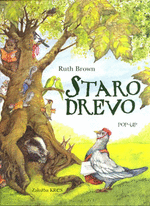 Ruth Brown
STARO
DREVO
POP-UP
Založba KRES